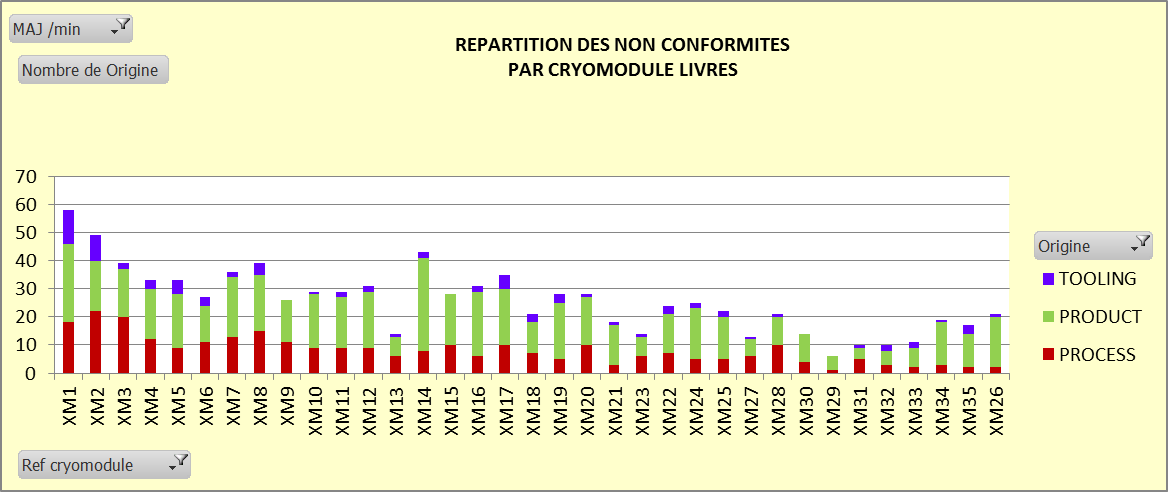 MAJ /min
Nombre de Origine
REPARTITION DES NON CONFORMITES
PAR CRYOMODULE LIVRES
70
60
50
40
30
20
10
0
XM1 XM2 XM3 XM4 XM5 XM6 XM7 XM8 XM9 XM10 XM11 XM12 XM13 XM14 XM15 XM16 XM17 XM18 XM19 XM20 XM21 XM23 XM22 XM24 XM25 XM27 XM28 XM30 XM29 XM31 XM32 XM33 XM34 XM35 XM26
Origine
TOOLING
PRODUCT
PROCESS
Ref cryomodule